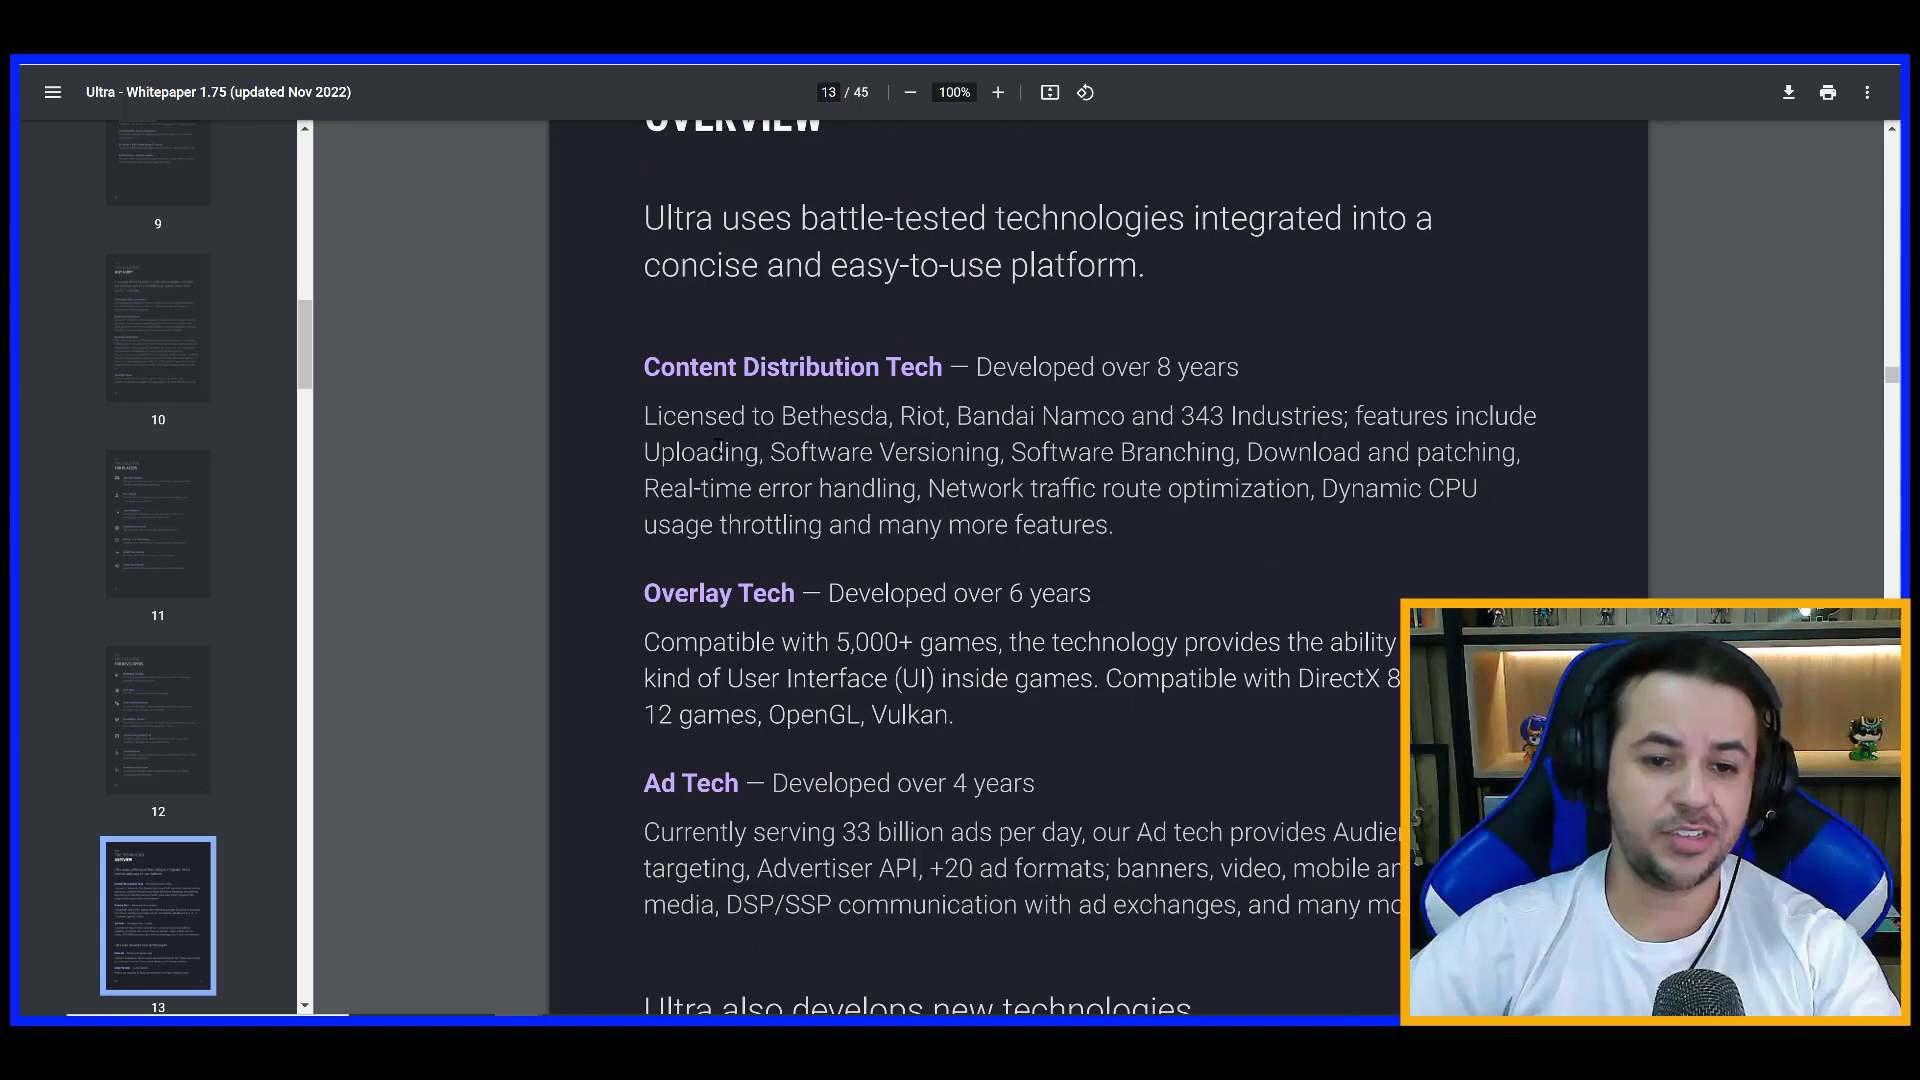 Ultra - Whitepaper 1.75 (updated Nov 2022)
13 / 45
100%
9
10
11
12
13
OVERVIEW
Ultra uses battle-tested technologies integrated into a
concise and easy-to-use platform.
Content Distribution Tech — Developed over 8 years
Licensed to Bethesda, Riot, Bandai Namco and 343 Industries; features include
Uploading, Software Versioning, Software Branching, Download and patching,
Real-time error handling, Network traffic route optimization, Dynamic CPU
usage throttling and many more features.
Overlay Tech — Developed over 6 years
Compatible with 5,000+ games, the technology provides the ability
kind of User Interface (UI) inside games. Compatible with DirectX 8
12 games, OpenGL, Vulkan.
Ad Tech — Developed over 4 years
Currently serving 33 billion ads per day, our Ad tech provides
targeting, Advertiser API, +20 ad formats; banners, video, mobile
media, DSP/SSP communication with ad exchanges, and many
Ultra also develops new technologies